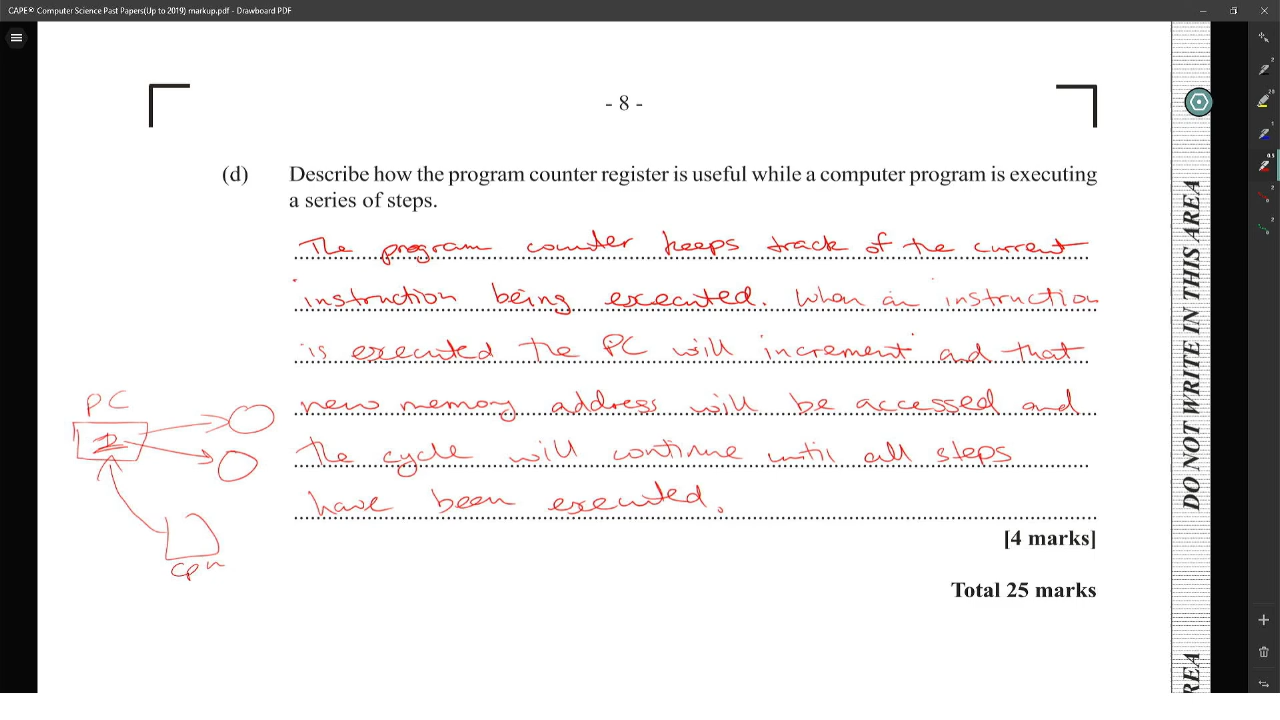 CAPE® Computer Science Past Papers(Up to 2019) markup.pdf - Drawboard PDF
- 8 -
(d) Describe how the program counter register is useful while a computer program is executing
a series of steps.
The program counter keeps track of the current
instruction being executed. When an instruction
is executed the PC will increment and that
new memory address will be accessed and
the cycle will continue until all steps
have been executed.
PC
2
cpu
[4 marks]
Total 25 marks
DO NOT WRITE IN THIS AREA
REA